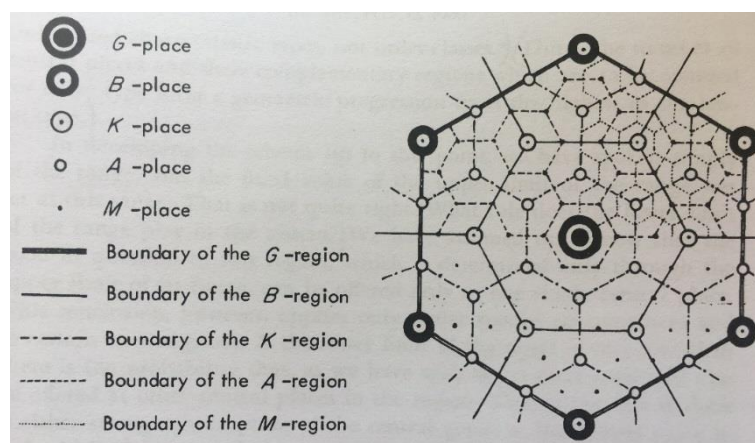 G -place
B -place
K -place
A -place
M -place
Boundary of the G-region
Boundary of the B-region
Boundary of the K-region
Boundary of the A-region
Boundary of the M-region